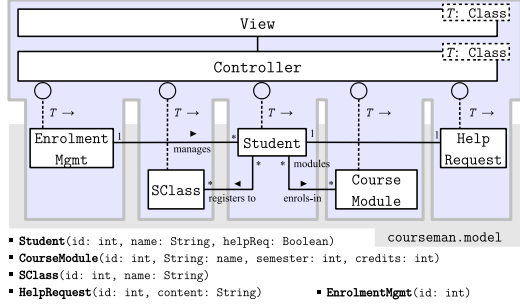 T: Class
View
T: Class
Controller
T → T → T → T → T →
Enrolment
Mgmt
1
manages
*
Student
1
1
Help
Request
* * modules
SClass
*
registers to
enrols-in
*
Course
Module
courseman.model
▪ Student(id: int, name: String, helpReq: Boolean)
▪ CourseModule(id: int, String: name, semester: int, credits: int)
▪ SClass(id: int, name: String)
▪ HelpRequest(id: int, content: String) ▪ EnrolmentMgmt(id: int)